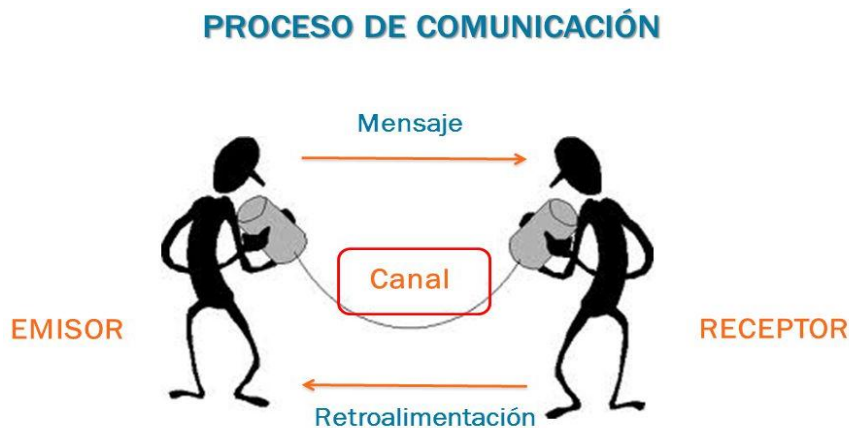 PROCESO DE COMUNICACIÓN
Mensaje
Canal
EMISOR
RECEPTOR
Retroalimentación